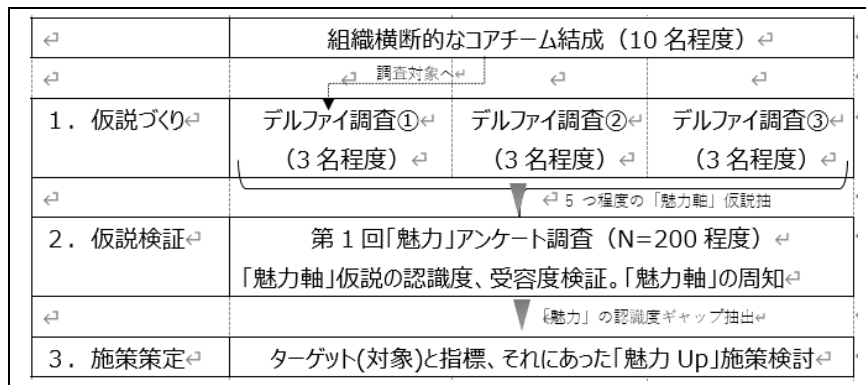 組織横断的なコアチーム結成（10 名程度）
調査対象へ
1．仮説づくり デルファイ調査① デルファイ調査② デルファイ調査③
（3 名程度） （3 名程度） （3 名程度）
5 つ程度の「魅力軸」仮説抽
2．仮説検証 第 1 回「魅力」アンケート調査（N=200 程度）
「魅力軸」仮説の認識度、受容度検証。「魅力軸」の周知
「魅力」の認識度ギャップ抽出
3．施策策定 ターゲット(対象)と指標、それにあった「魅力 Up」施策検討